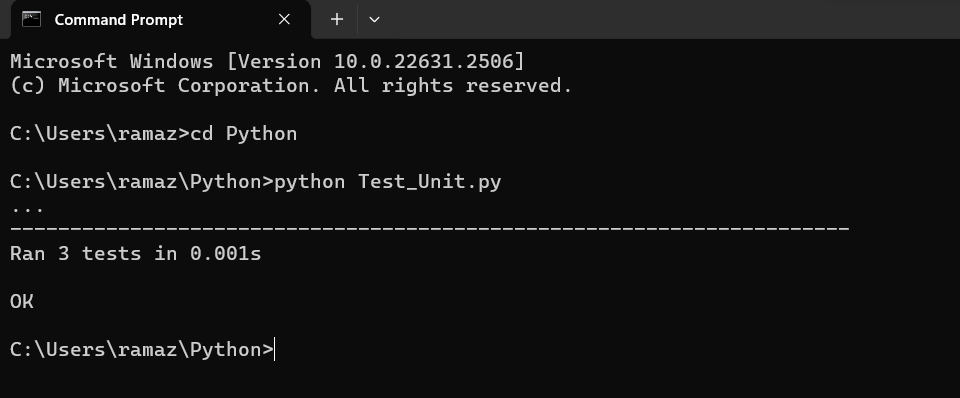 Command Prompt
Microsoft Windows [Version 10.0.22631.2506]
(c) Microsoft Corporation. All rights reserved.
C:\Users\ramaz>cd Python
C:\Users\ramaz\Python>python Test_Unit.py
...
----------------------------------------------------------------------
Ran 3 tests in 0.001s
OK
C:\Users\ramaz\Python>